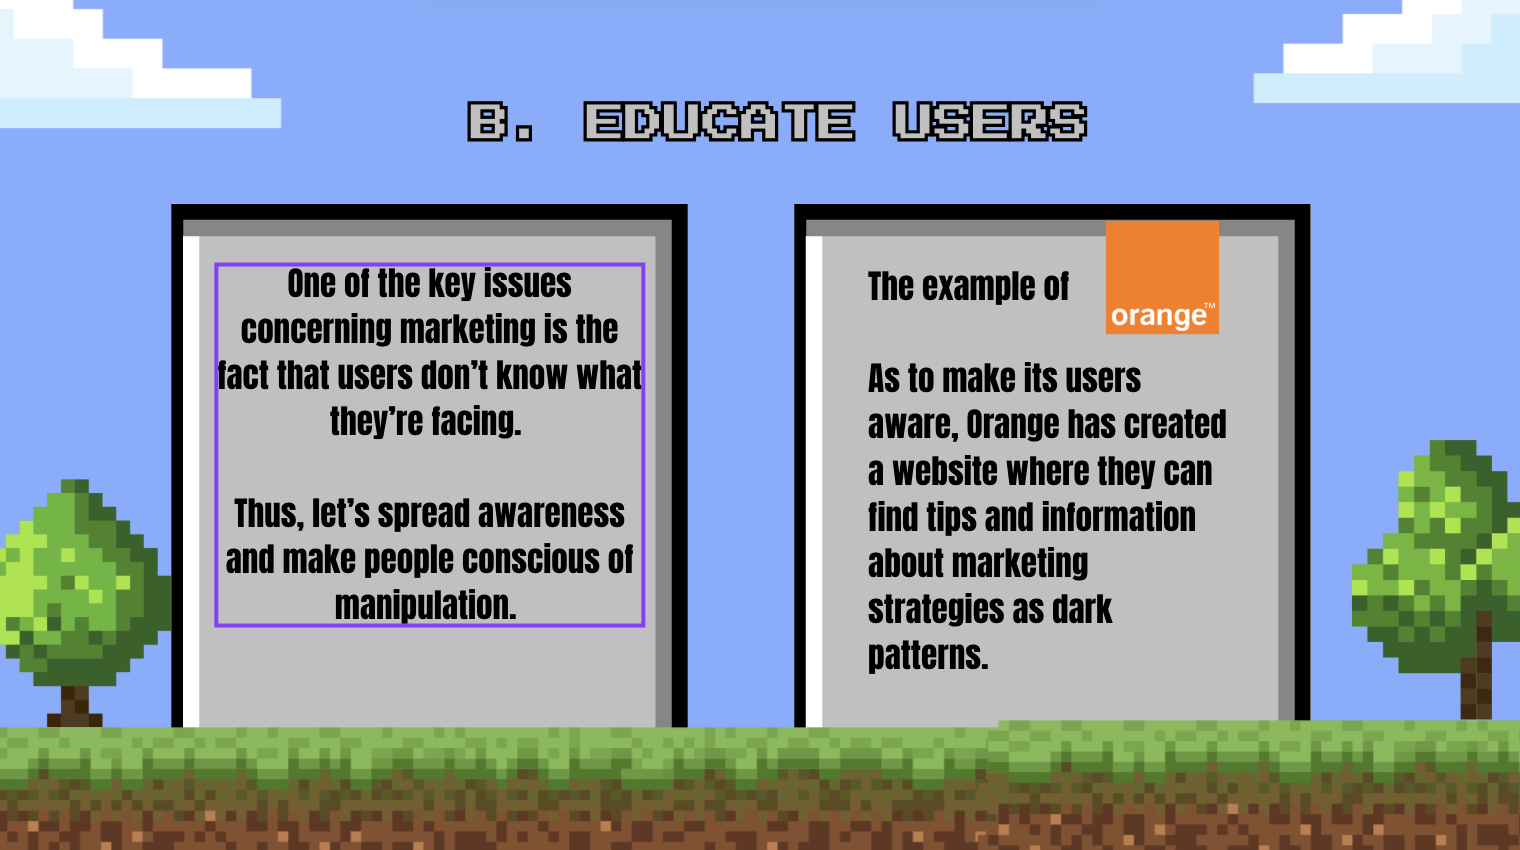 B. EDUCATE USERS
One of the key issues
concerning marketing is the
fact that users don't know what
they're facing.
Thus, let's spread awareness
and make people conscious of
manipulation.
The example of
orange™
As to make its users
aware, Orange has created
a website where they can
find tips and information
about marketing
strategies as dark
patterns.